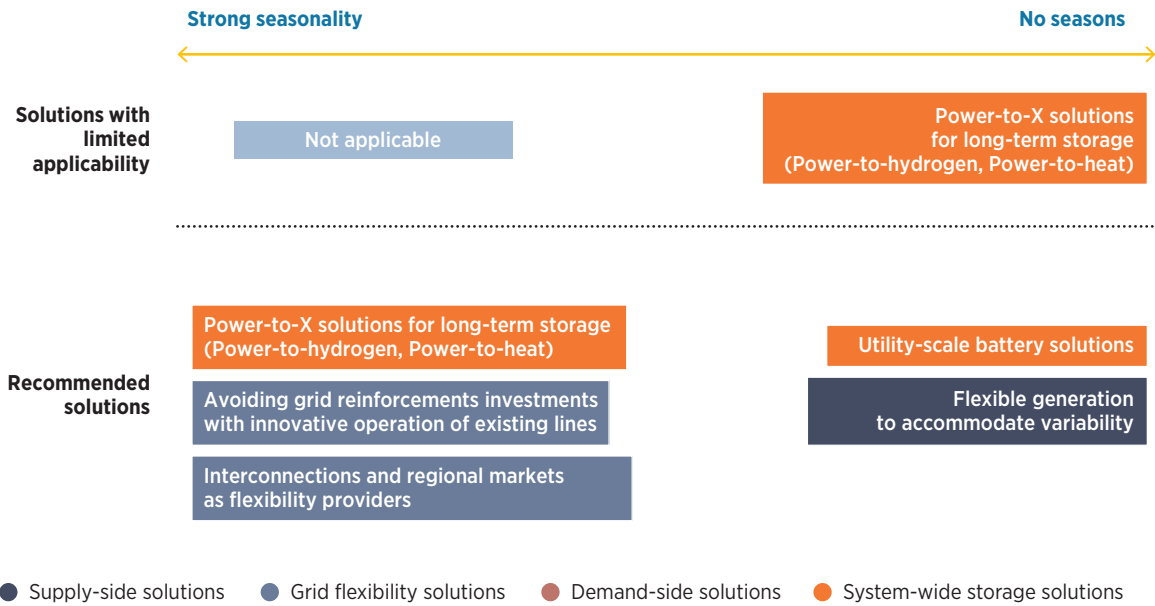 Strong seasonality
No seasons
Solutions with
limited
applicability
Not applicable
Power-to-X solutions
for long-term storage
(Power-to-hydrogen, Power-to-heat)
Recommended
solutions
Power-to-X solutions for long-term storage
(Power-to-hydrogen, Power-to-heat)
Avoiding grid reinforcements investments
with innovative operation of existing lines
Interconnections and regional markets
as flexibility providers
Utility-scale battery solutions
Flexible generation
to accommodate variability
Supply-side solutions
Grid flexibility solutions
Demand-side solutions
System-wide storage solutions